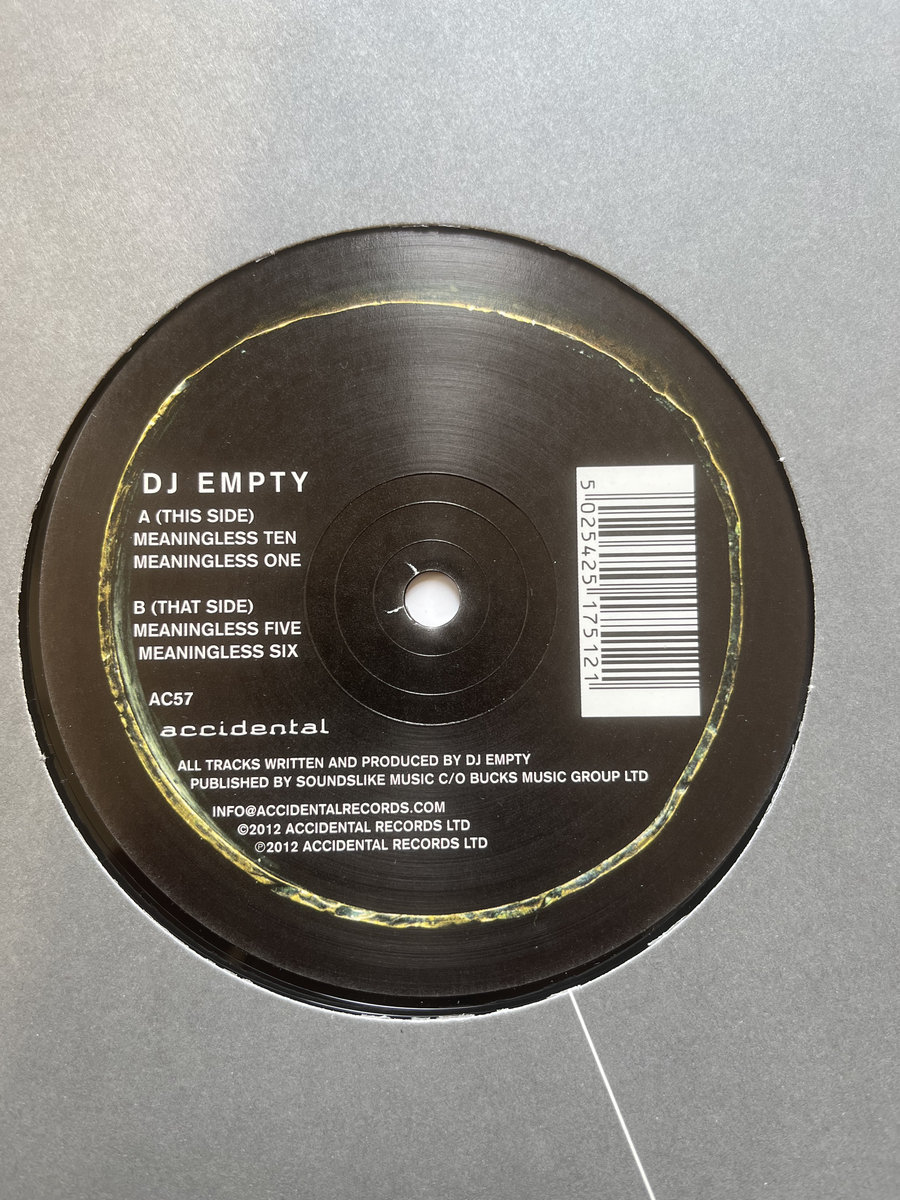 DJ EMPTY
A (THIS SIDE)
MEANINGLESS TEN
MEANINGLESS ONE
B (THAT SIDE)
MEANINGLESS FIVE
MEANINGLESS SIX
AC57
accidental
ALL TRACKS WRITTEN AND PRODUCED BY DJ EMPTY
PUBLISHED BY SOUNDSLIKE MUSIC C/O BUCKS MUSIC GROUP LTD
INFO@ACCIDENTALRECORDS.COM
©2012 ACCIDENTAL RECORDS LTD
℗2012 ACCIDENTAL RECORDS LTD
5 025425 175121